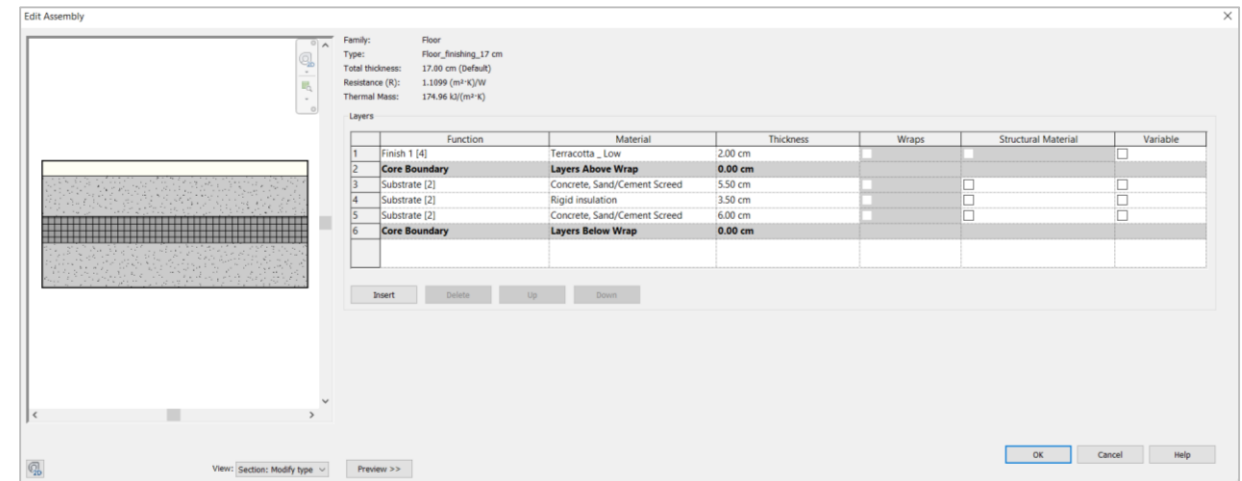 Edit Assembly
Family: Floor
Type: Floor_finishing_17 cm
Total thickness: 17.00 cm (Default)
Resistance (R): 1.1099 (m²·K)/W
Thermal Mass: 174.96 kJ/(m²·K)
Layers
Function Material Thickness Wraps Structural Material Variable
1 Finish 1 [4] Terracotta _ Low 2.00 cm
2 Core Boundary Layers Above Wrap 0.00 cm
3 Substrate [2] Concrete, Sand/Cement Screed 5.50 cm
4 Substrate [2] Rigid insulation 3.50 cm
5 Substrate [2] Concrete, Sand/Cement Screed 6.00 cm
6 Core Boundary Layers Below Wrap 0.00 cm
Insert Delete Up Down
OK Cancel Help
View: Section: Modify type Preview >>